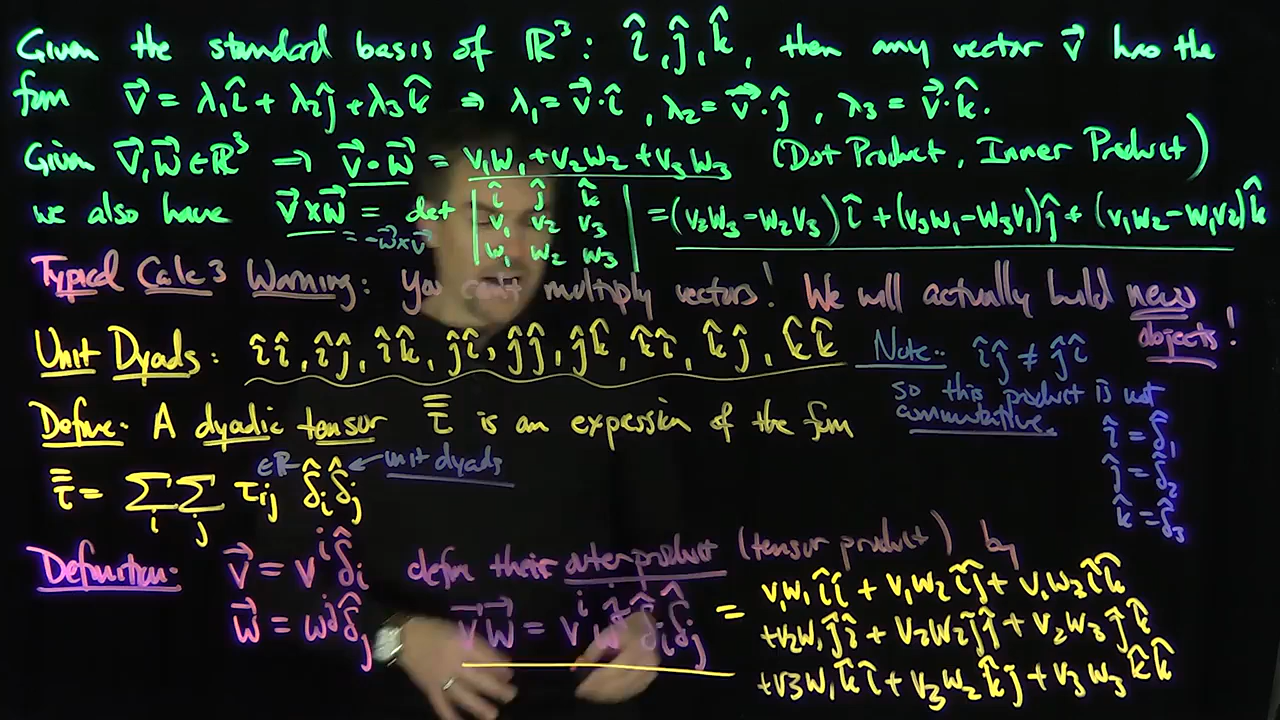 Given the standard basis of ℝ³: î, ĵ, k̂, then any vector v⃗ has the
form v⃗ = λ₁î + λ₂ĵ + λ₃k̂ ⇒ λ₁ = v⃗·î, λ₂ = v⃗·ĵ, λ₃ = v⃗·k̂.
Given v⃗, w⃗ ∈ ℝ³ → v⃗·w⃗ = v₁w₁ + v₂w₂ + v₃w₃ (Dot Product, Inner Product)
we also have v⃗×w⃗ = det | î ĵ k̂ | = (v₂w₃ - w₂v₃)î + (v₃w₁ - w₃v₁)ĵ + (v₁w₂ - w₁v₂)k̂
v₁ v₂ v₃
w₁ w₂ w₃
= -w⃗×v⃗
Typical Calc 3 Warning: You can't multiply vectors! We will actually build new
objects!
Unit Dyads: îî, îĵ, îk̂, ĵî, ĵĵ, ĵk̂, k̂î, k̂ĵ, k̂k̂ Note: îĵ ≠ ĵî
so this product is not
commutative.
Define: A dyadic tensor τ̿ is an expression of the form
î = δ̂₁
ĵ = δ̂₂
k̂ = δ̂₃
∈ℝ ← unit dyads
τ̿ = Σᵢ Σⱼ τᵢⱼ δ̂ᵢδ̂ⱼ
Definition: v⃗ = vⁱδ̂ᵢ define their outer product (tensor product) by
w⃗ = wʲδ̂ⱼ v⃗w⃗ = vⁱwʲδ̂ᵢδ̂ⱼ = v₁w₁îî + v₁w₂îĵ + v₁w₃îk̂
+v₂w₁ĵî + v₂w₂ĵĵ + v₂w₃ĵk̂
+v₃w₁k̂î + v₃w₂k̂ĵ + v₃w₃k̂k̂